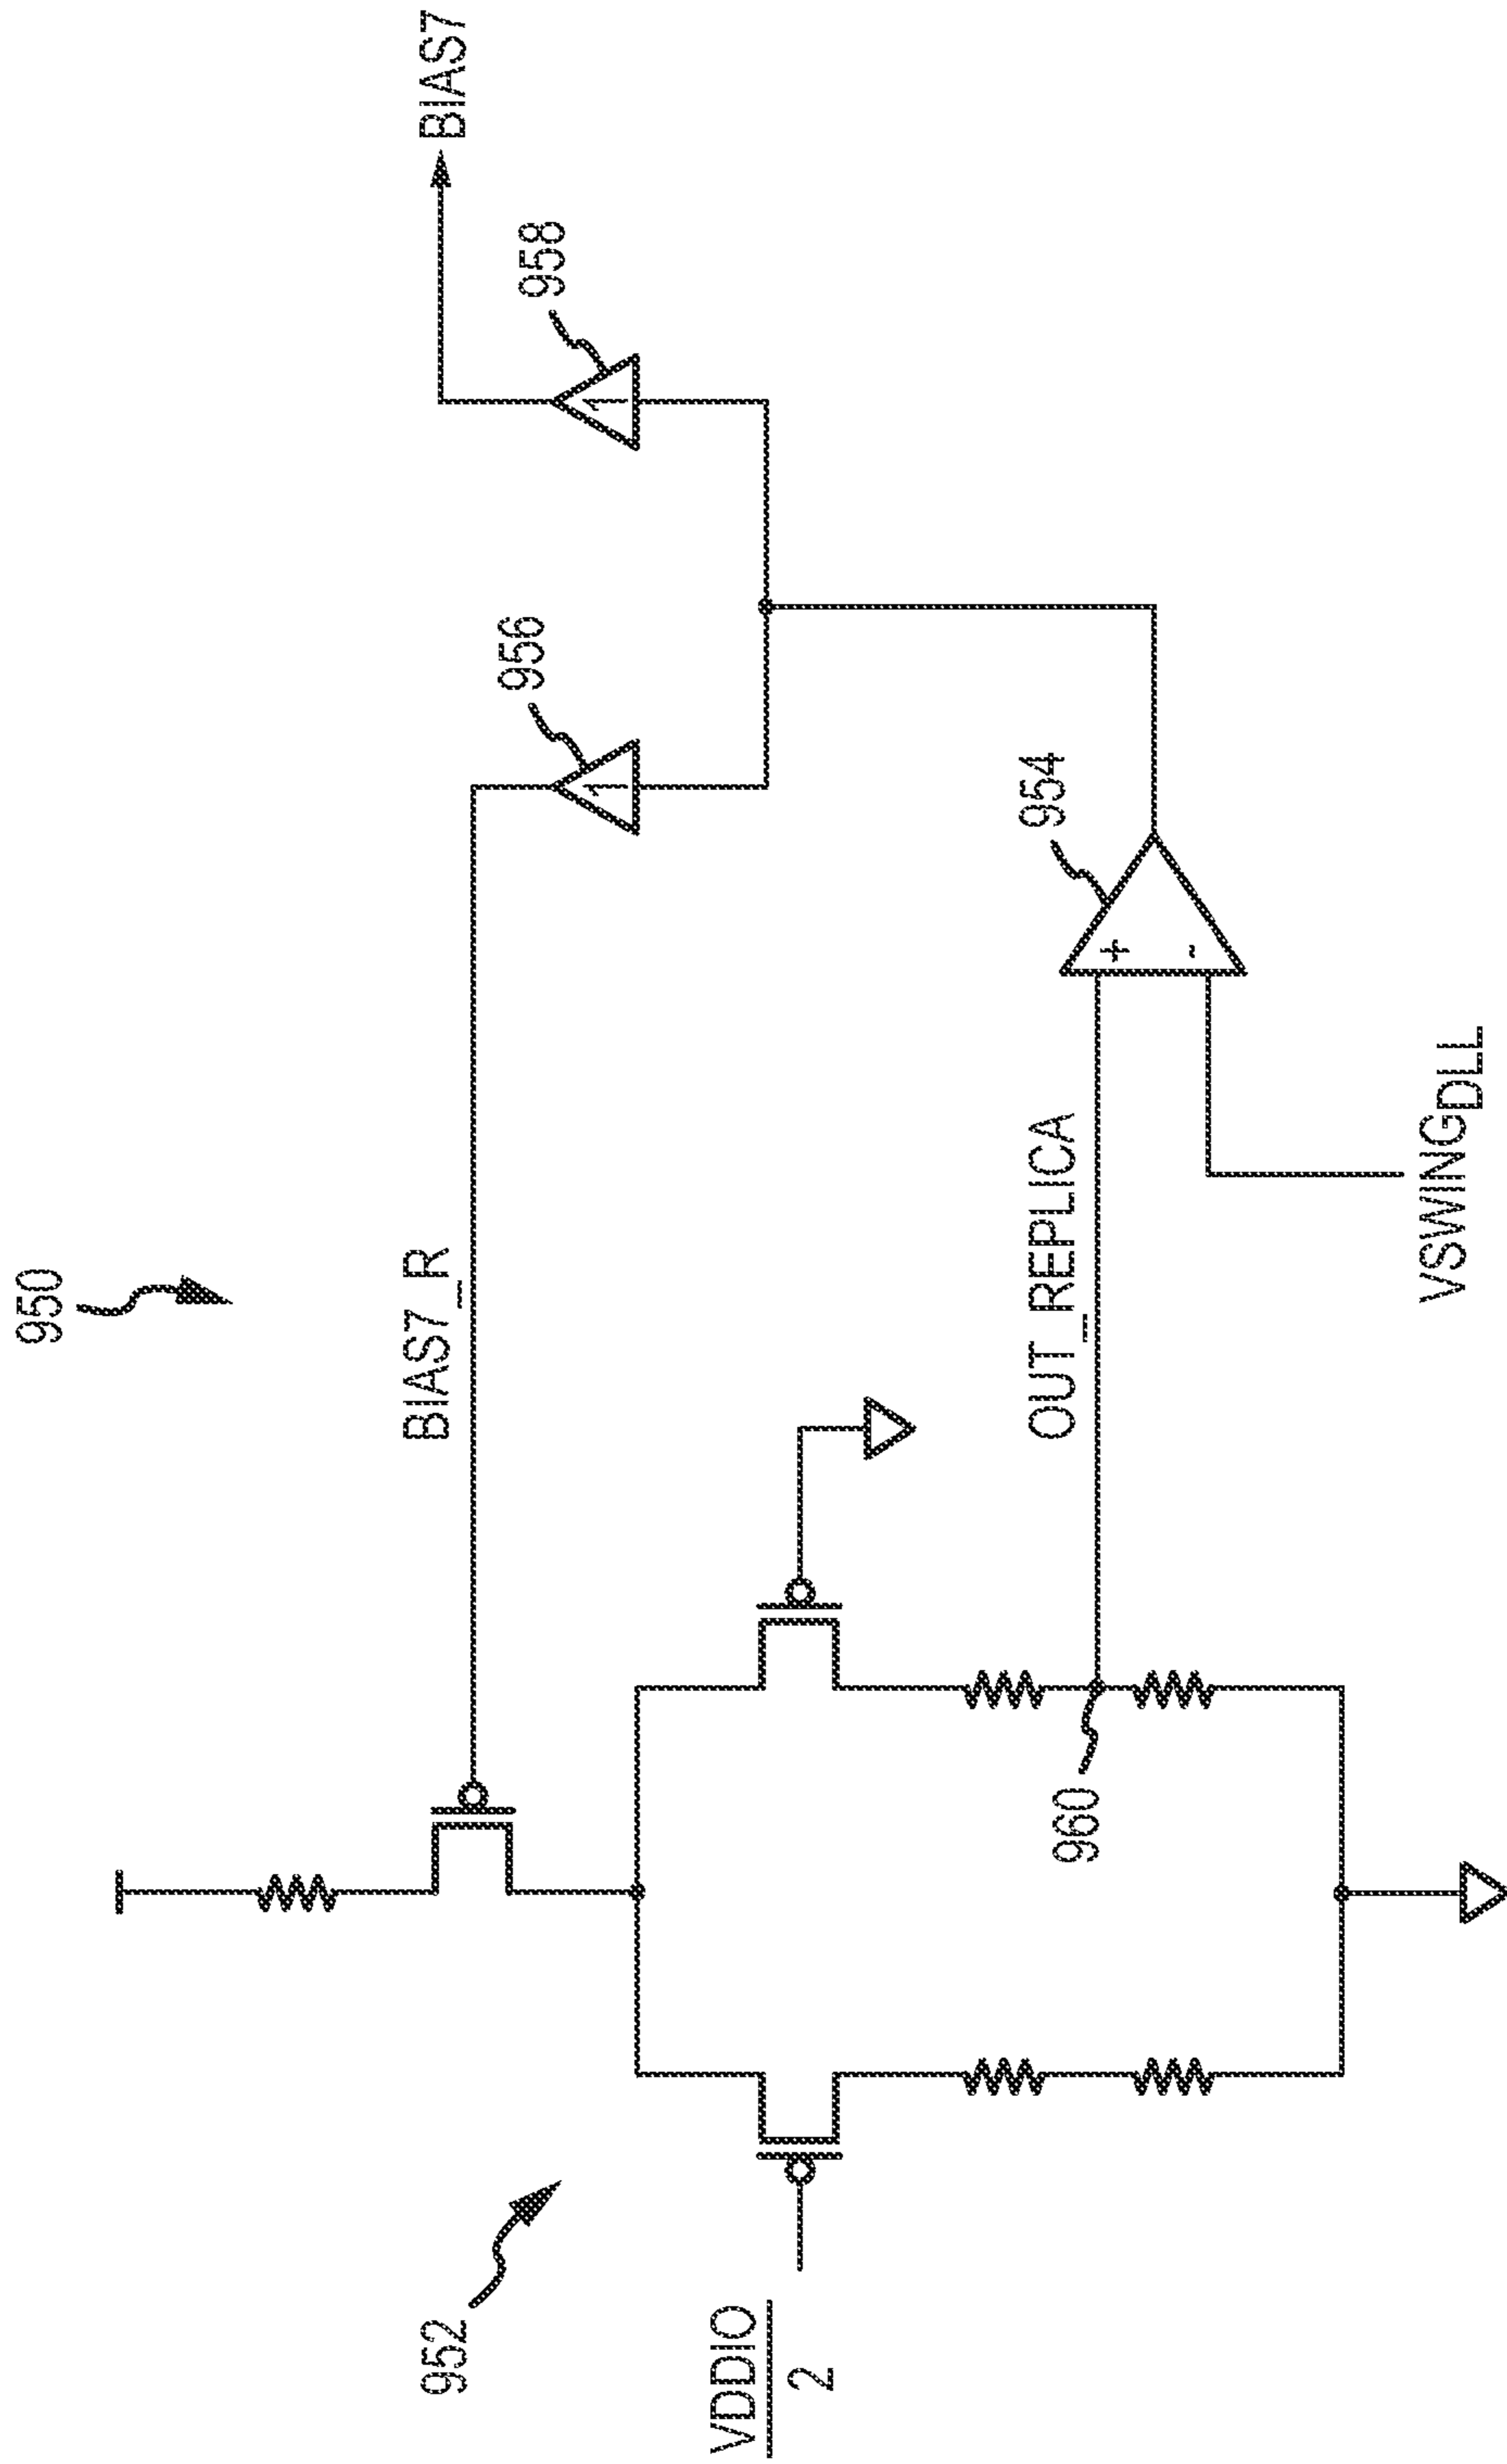 950
952
VDDIO
2
BIAS7_R
956
958
BIAS7
1
1
960
OUT_REPLICA
954
+
-
VSWINGDLL